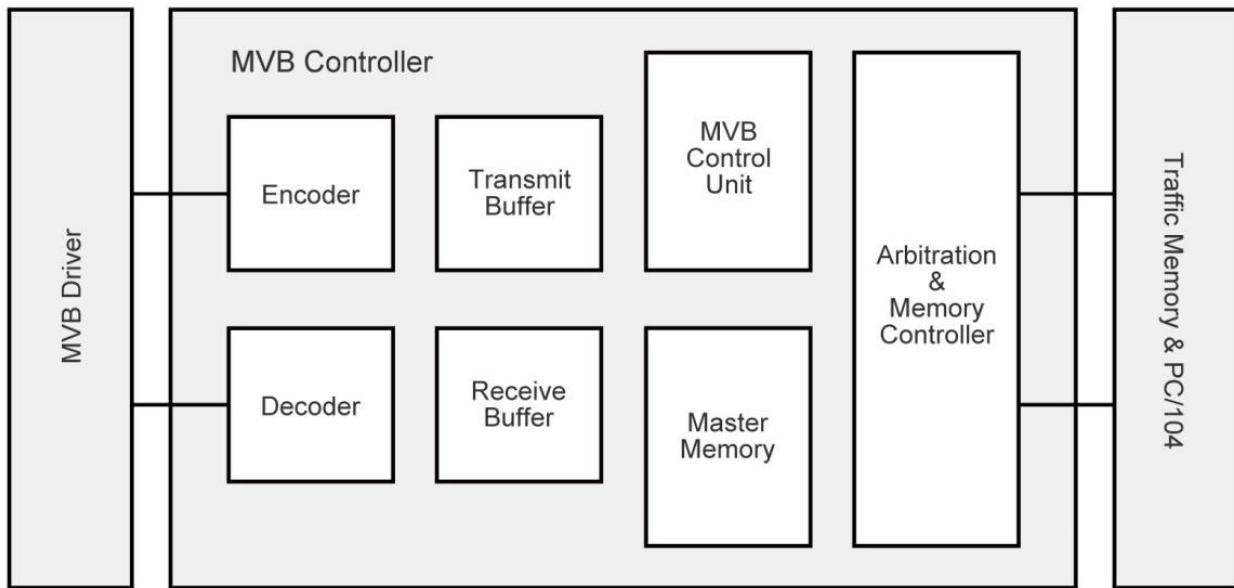 MVB Driver
MVB Controller
Encoder
Transmit
Buffer
MVB
Control
Unit
Decoder
Receive
Buffer
Master
Memory
Arbitration
&
Memory
Controller
Traffic Memory & PC/104